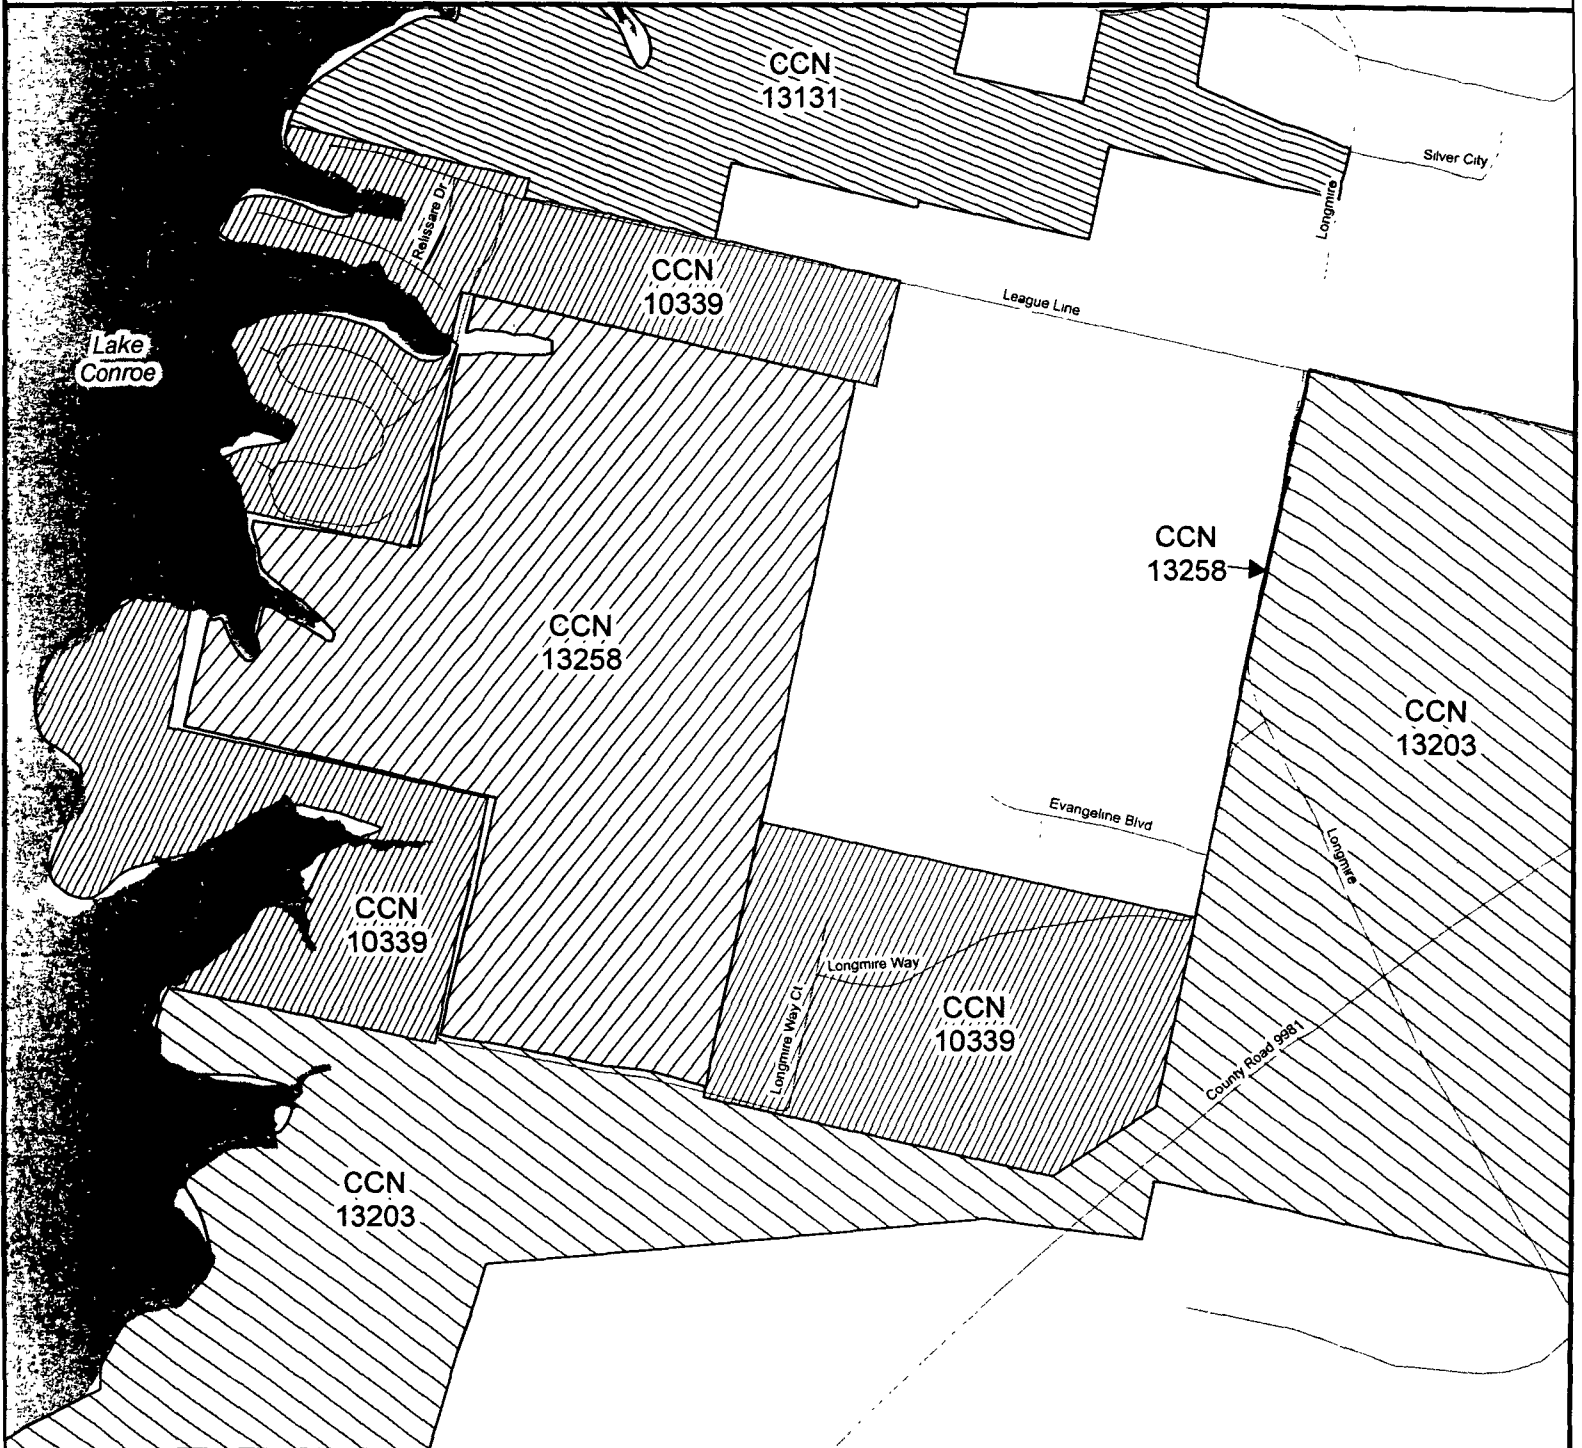 CCN
13131
Silver City
Longmire
Relissare Dr
CCN
10339
League Line
Lake
Conroe
CCN
13258
CCN
13258
CCN
13203
Evangeline Blvd
Longmire
CCN
10339
Longmire Way
Longmire Way Ct
CCN
10339
County Road 9981
CCN
13203